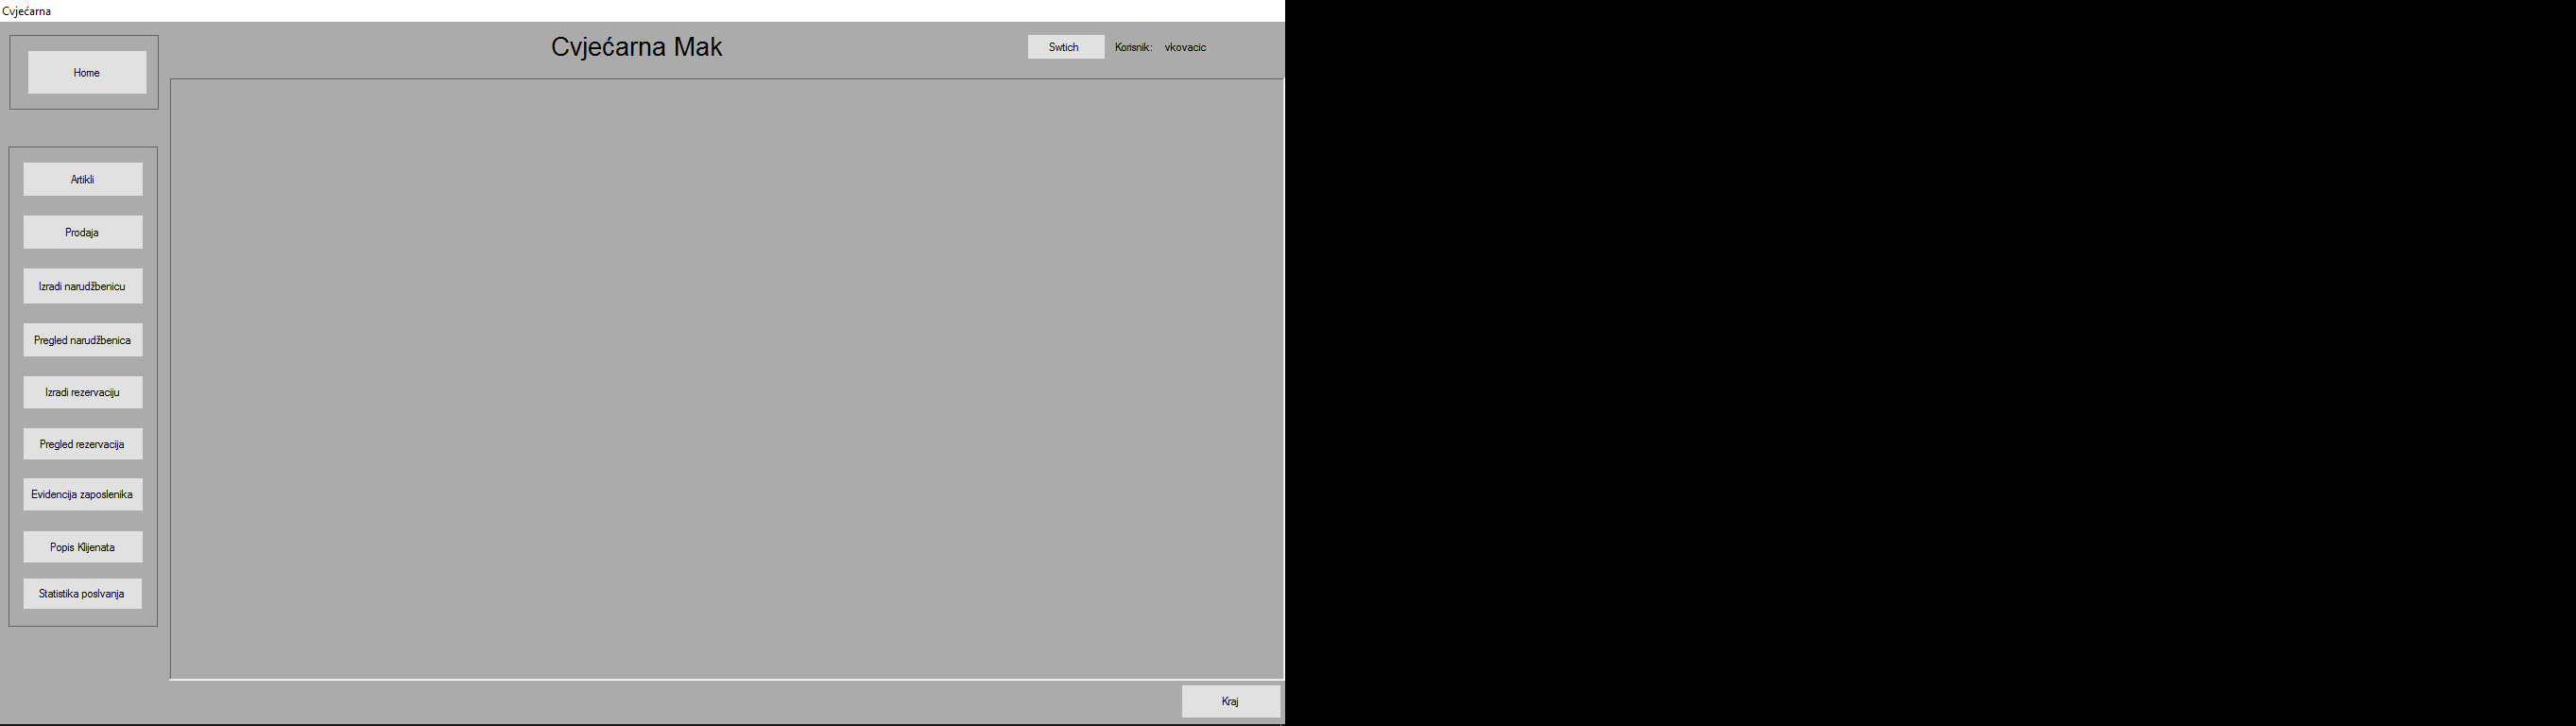 Cvjećarna
Cvjećarna Mak
Swtich
Korisnik: vkovacic
Home
Artikli
Prodaja
Izradi narudžbenicu
Pregled narudžbenica
Izradi rezervaciju
Pregled rezervacija
Evidencija zaposlenika
Popis Klijenata
Statistika poslvanja
Kraj